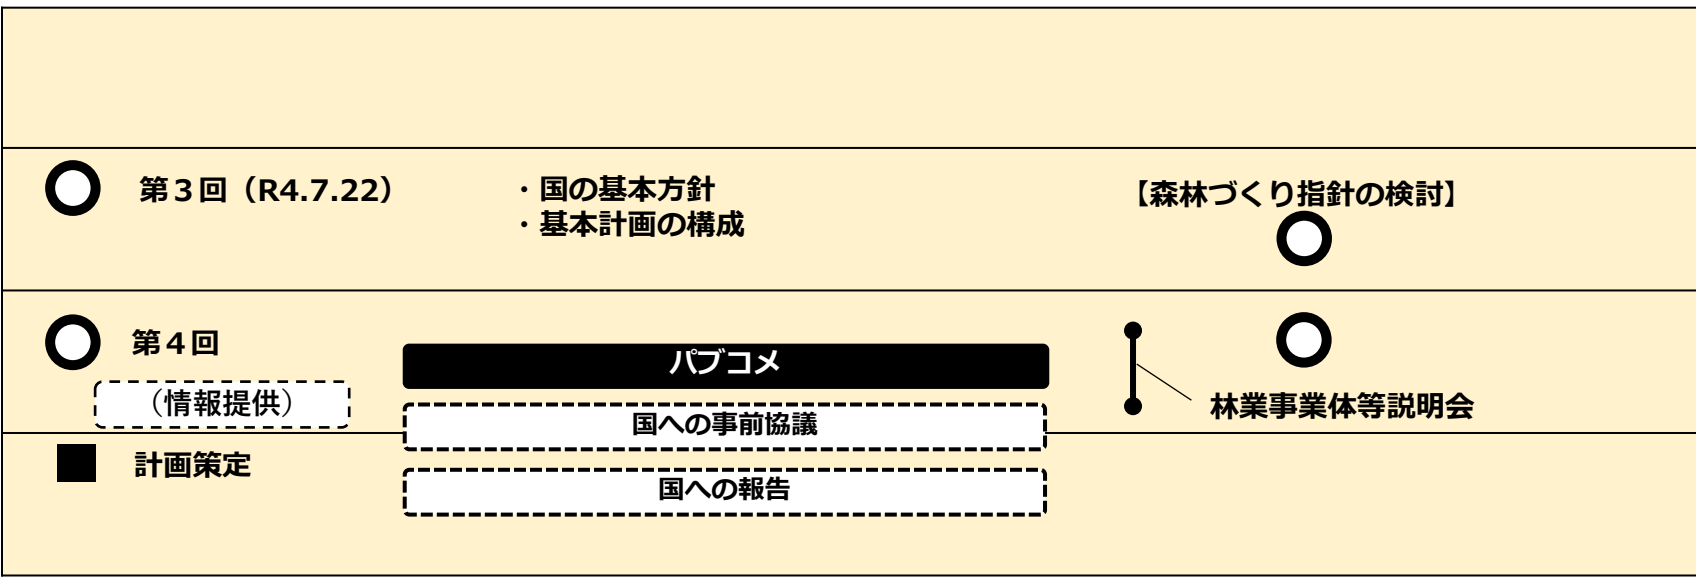 第３回（R4.7.22）
・国の基本方針
・基本計画の構成
【森林づくり指針の検討】
第４回
（情報提供）
パブコメ
国への事前協議
林業事業体等説明会
計画策定
国への報告